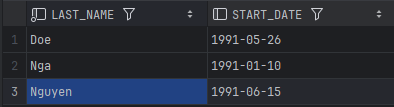 LAST_NAME START_DATE
1 Doe 1991-05-26
2 Nga 1991-01-10
3 Nguyen 1991-06-15